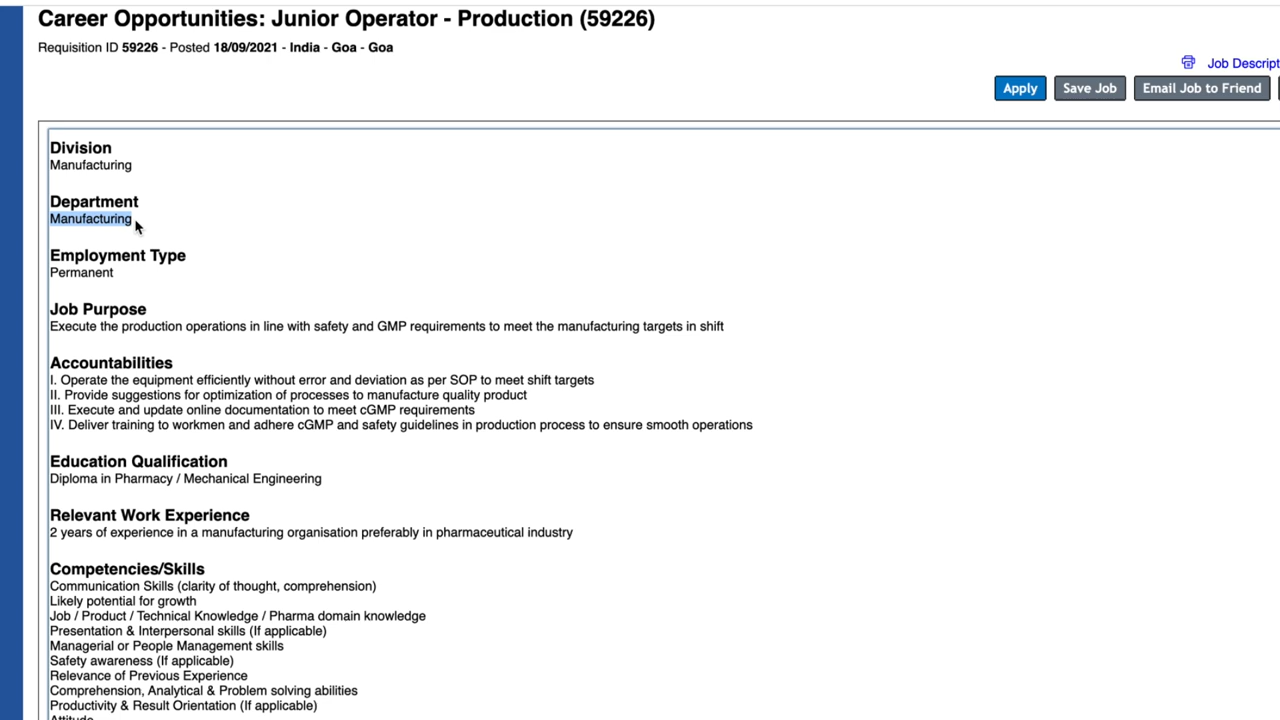 Career Opportunities: Junior Operator - Production (59226)
Requisition ID 59226 - Posted 18/09/2021 - India - Goa - Goa
Job Descript
Apply
Save Job
Email Job to Friend
Division
Manufacturing
Department
Manufacturing
Employment Type
Permanent
Job Purpose
Execute the production operations in line with safety and GMP requirements to meet the manufacturing targets in shift
Accountabilities
I. Operate the equipment efficiently without error and deviation as per SOP to meet shift targets
II. Provide suggestions for optimization of processes to manufacture quality product
III. Execute and update online documentation to meet cGMP requirements
IV. Deliver training to workmen and adhere cGMP and safety guidelines in production process to ensure smooth operations
Education Qualification
Diploma in Pharmacy / Mechanical Engineering
Relevant Work Experience
2 years of experience in a manufacturing organisation preferably in pharmaceutical industry
Competencies/Skills
Communication Skills (clarity of thought, comprehension)
Likely potential for growth
Job / Product / Technical Knowledge / Pharma domain knowledge
Presentation & Interpersonal skills (If applicable)
Managerial or People Management skills
Safety awareness (If applicable)
Relevance of Previous Experience
Comprehension, Analytical & Problem solving abilities
Productivity & Result Orientation (If applicable)
Attitude